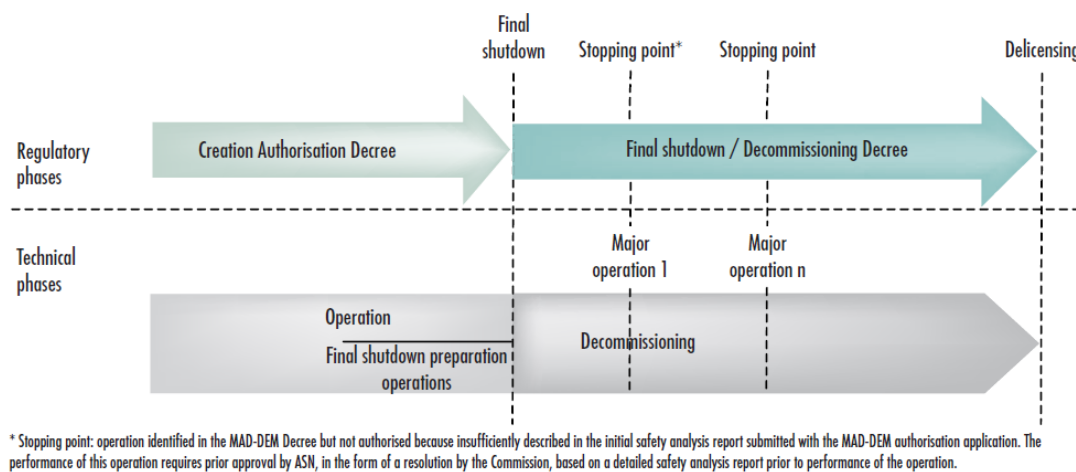 Final
shutdown
Stopping point*
Stopping point
Delicensing
Regulatory
phases
Creation Authorisation Decree
Final shutdown / Decommissioning Decree
Technical
phases
Major
operation 1
Major
operation n
Operation
Final shutdown preparation
operations
Decommissioning
* Stopping point: operation identified in the MAD-DEM Decree but not authorised because insufficiently described in the initial safety analysis report submitted with the MAD-DEM authorisation application. The
performance of this operation requires prior approval by ASN, in the form of a resolution by the Commission, based on a detailed safety analysis report prior to performance of the operation.